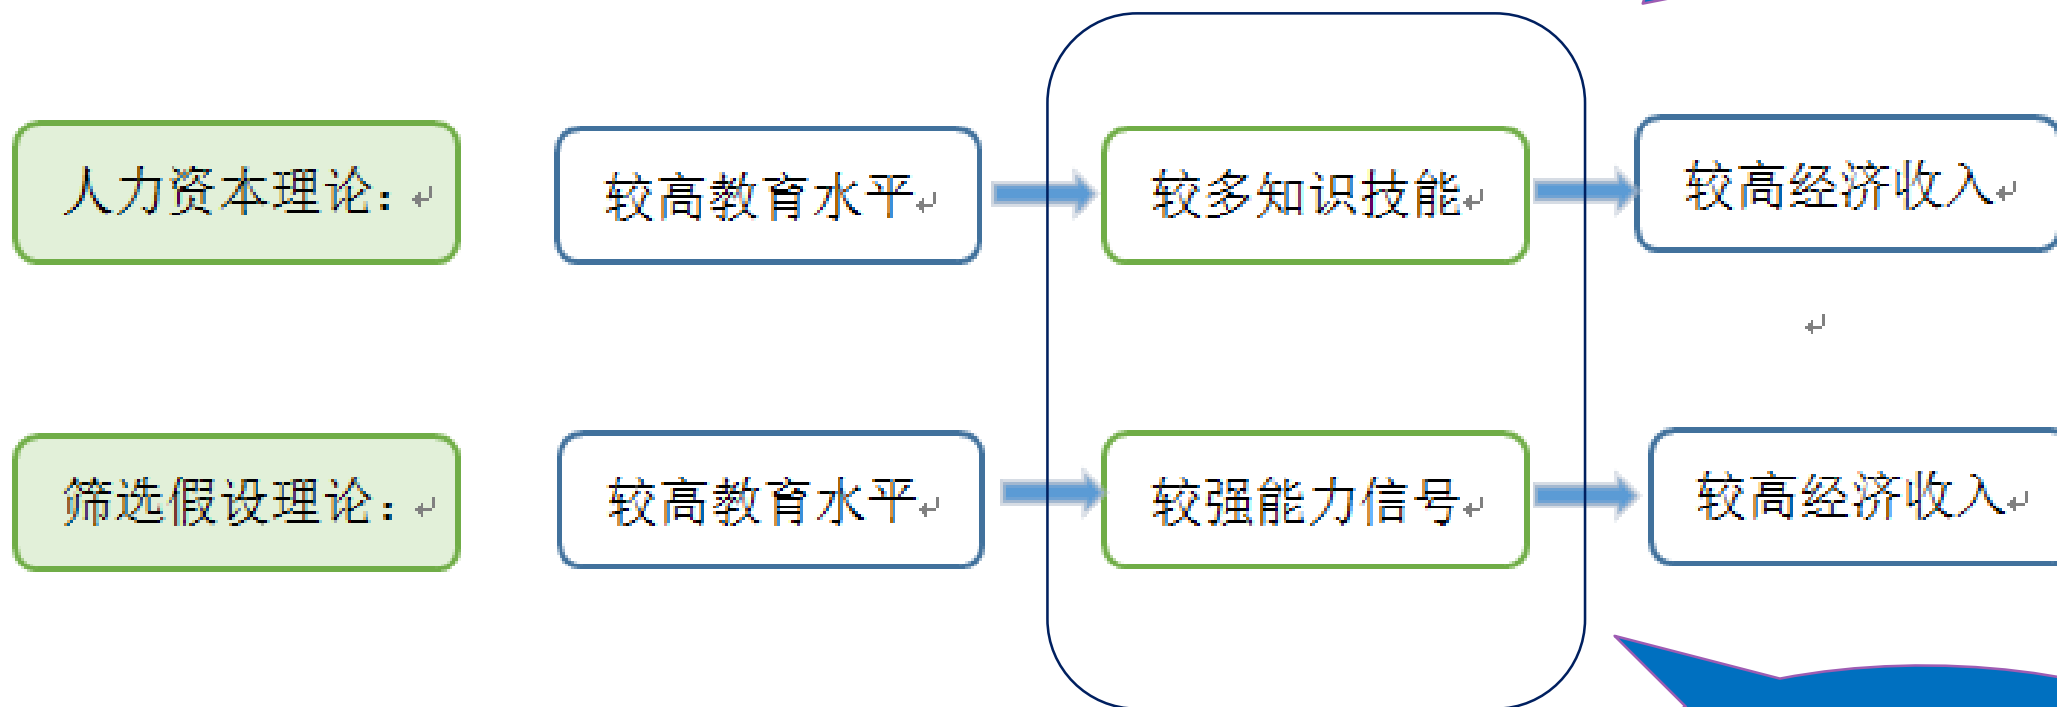 人力资本理论：
较高教育水平
较多知识技能
较高经济收入
筛选假设理论：
较高教育水平
较强能力信号
较高经济收入